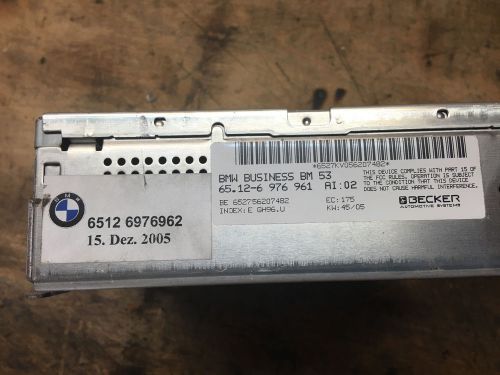 6512 6976962
15. Dez. 2005
*6527KV056207482*
BMW BUSINESS BM 53
65.12-6 976 961 AI:02
BE 652756207482
INDEX:E GH96.U
EC:175
KW:45/05
THIS DEVICE COMPLIES WITH PART 15 OF
THE FCC RULES, OPERATION IS SUBJECT
TO THE CONDITION THAT THIS DEVICE
DOES NOT CAUSE HARMFUL INTERFERENCE.
BECKER
AUTOMOTIVE SYSTEMS